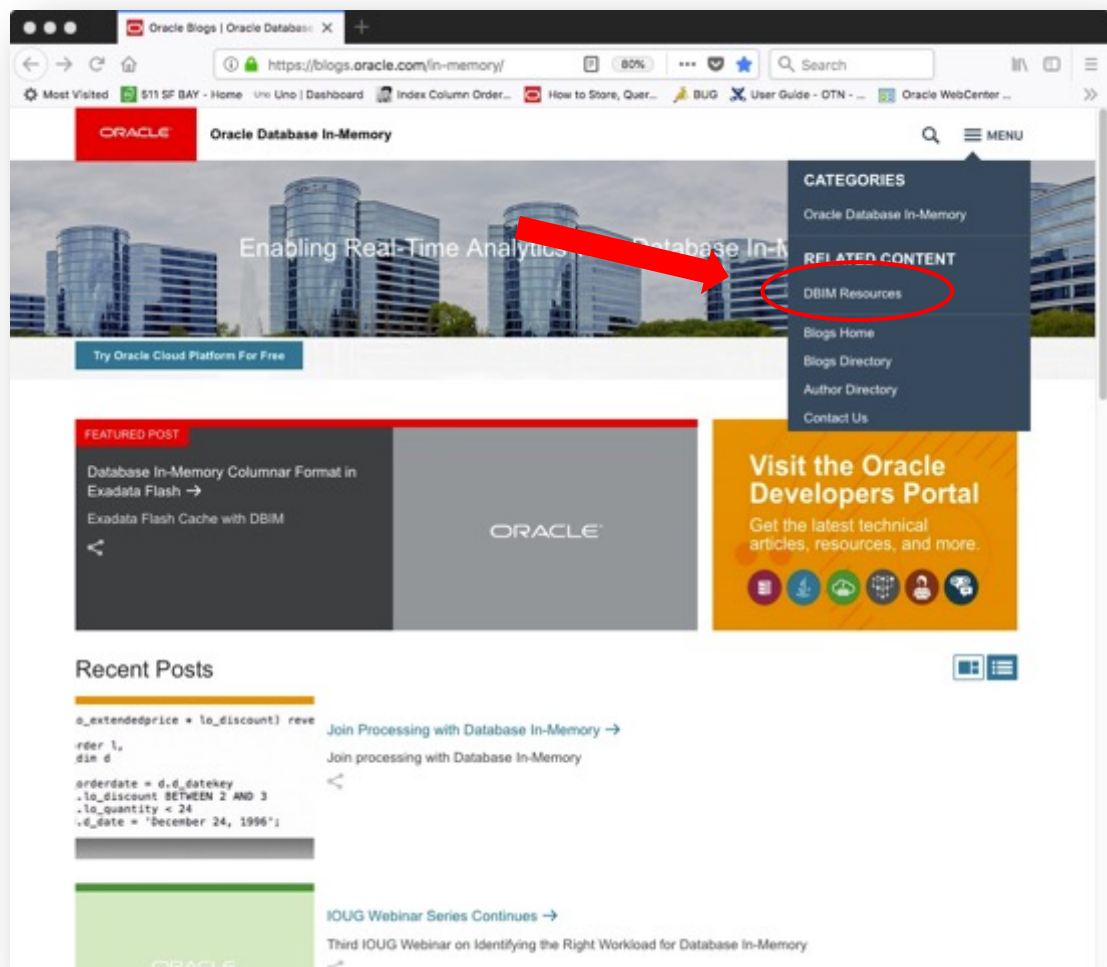 Oracle Blogs | Oracle Database
https://blogs.oracle.com/in-memory/
80%
Search
Most Visited
511 SF BAY - Home
Uno | Dashboard
Index Column Order...
How to Store, Quer...
BUG
User Guide - OTN - ...
Oracle WebCenter ...
ORACLE
Oracle Database In-Memory
MENU
CATEGORIES
Oracle Database In-Memory
RELATED CONTENT
DBIM Resources
Blogs Home
Blogs Directory
Author Directory
Contact Us
Enabling Real-Time Analytics Database In-M
Try Oracle Cloud Platform For Free
FEATURED POST
Database In-Memory Columnar Format in
Exadata Flash →
Exadata Flash Cache with DBIM
ORACLE
Visit the Oracle
Developers Portal
Get the latest technical
articles, resources, and more.
Recent Posts
o_extendedprice * lo_discount) reve
rder l,
dim d
orderdate = d.d_datekey
.lo_discount BETWEEN 2 AND 3
.lo_quantity < 24
.d_date = 'December 24, 1996';
Join Processing with Database In-Memory →
Join processing with Database In-Memory
IOUG Webinar Series Continues →
Third IOUG Webinar on Identifying the Right Workload for Database In-Memory
ORACLE